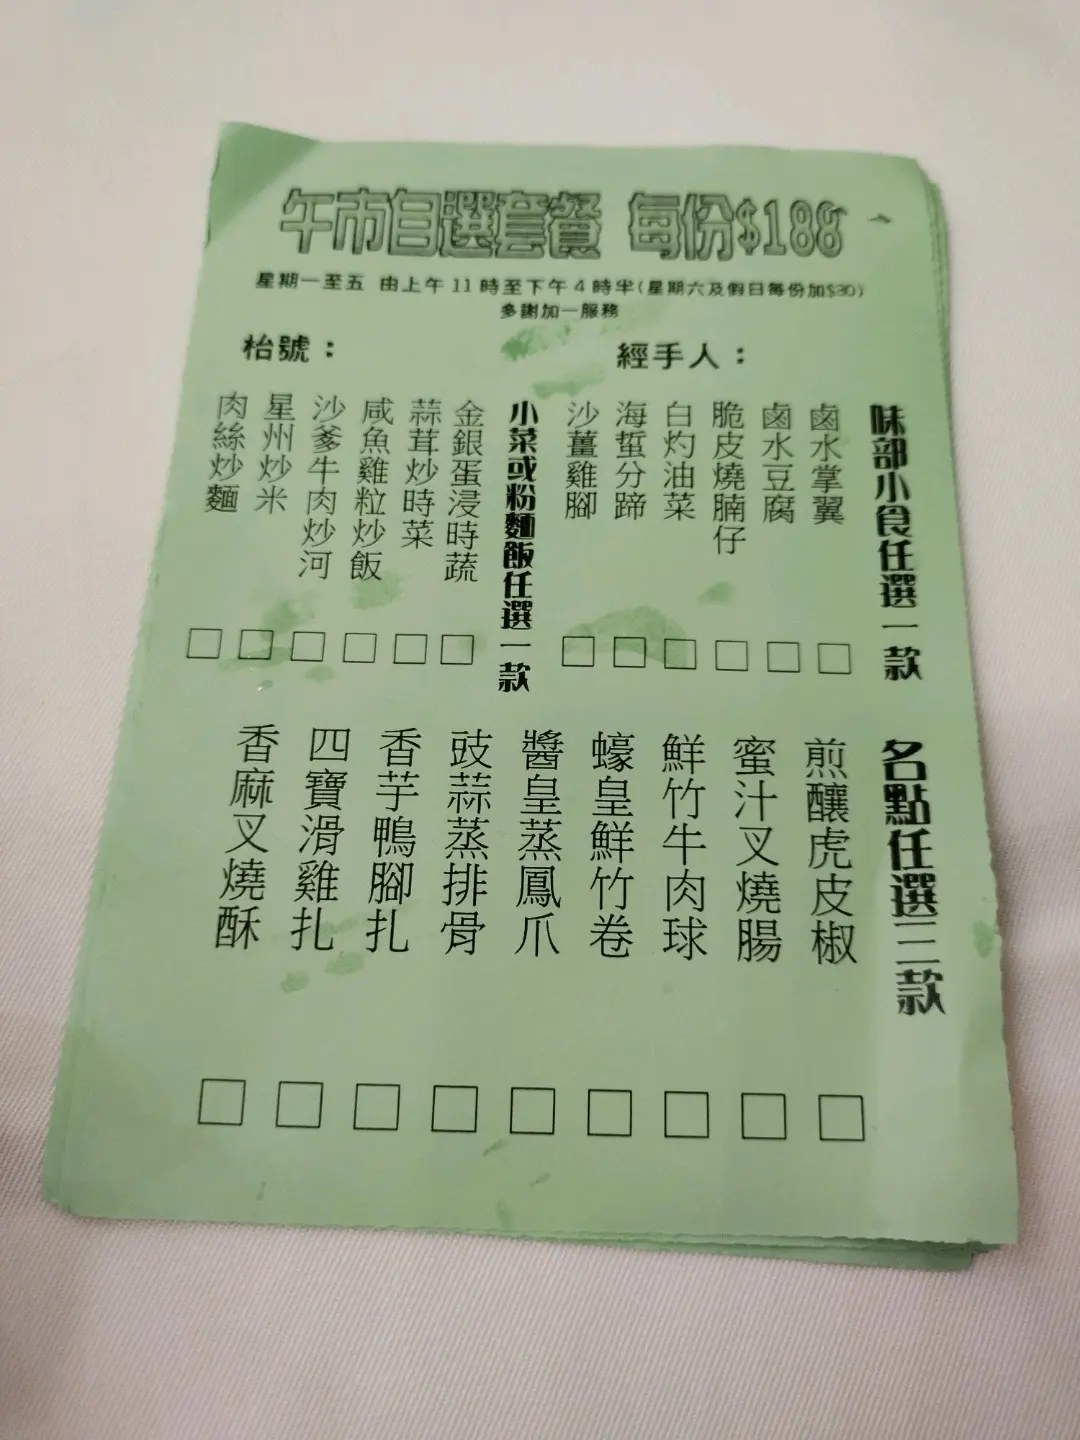 午市自選套餐 每份$188
星期一至五 由上午11時至下午4時半(星期六及假日每份加$30)
多謝加一服務
枱號：
經手人：
味部小食任選一款
鹵水掌翼
鹵水豆腐
脆皮燒腩仔
白灼油菜
海蜇分蹄
沙薑雞腳
小菜或粉麵飯任選一款
金銀蛋浸時蔬
蒜茸炒時菜
咸魚雞粒炒飯
沙爹牛肉炒河
星州炒米
肉絲炒麵
名點任選三款
煎釀虎皮椒
蜜汁叉燒腸
鮮竹牛肉球
蠔皇鮮竹卷
醬皇蒸鳳爪
豉蒜蒸排骨
香芋鴨腳扎
四寶滑雞扎
香麻叉燒酥